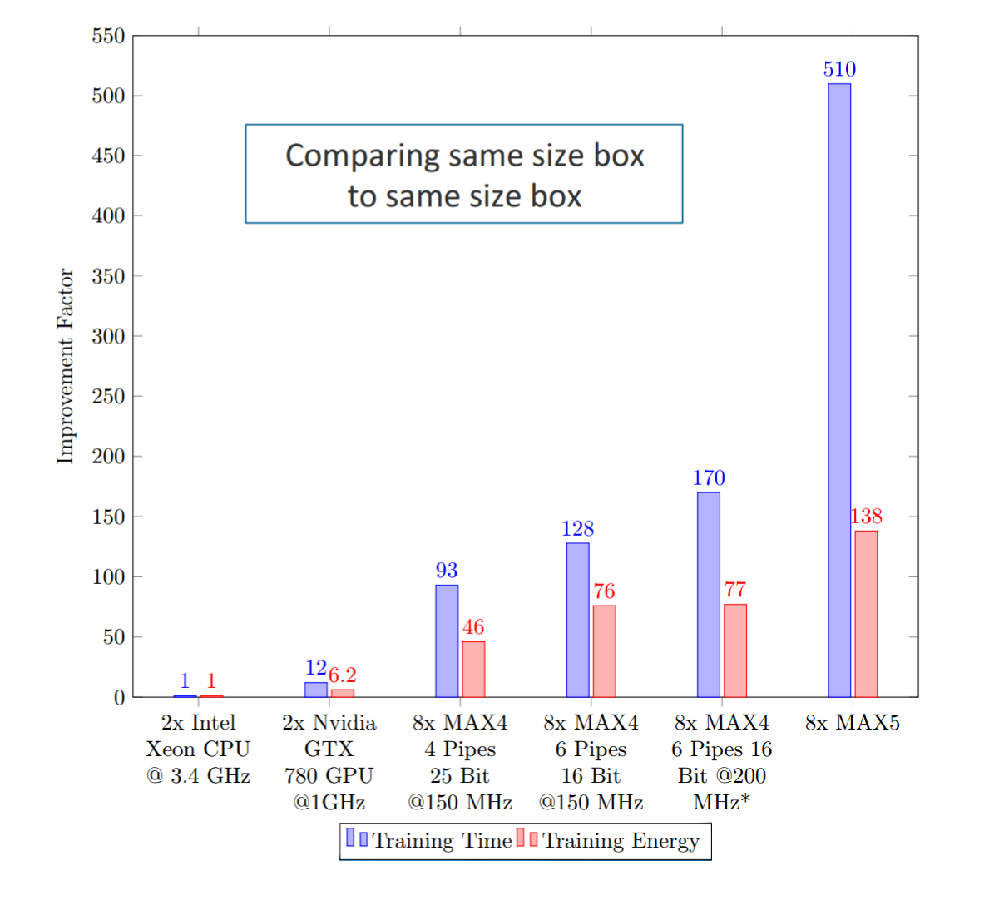 550
500
450
400
350
300
250
200
150
100
50
0
Improvement Factor
Comparing same size box
to same size box
1
1
12
6.2
93
46
128
76
170
77
510
138
2x Intel
Xeon CPU
@ 3.4 GHz
2x Nvidia
GTX
780 GPU
@1GHz
8x MAX4
4 Pipes
25 Bit
@150 MHz
8x MAX4
6 Pipes
16 Bit
@150 MHz
8x MAX4
6 Pipes 16
Bit @200
MHz*
8x MAX5
Training Time
Training Energy